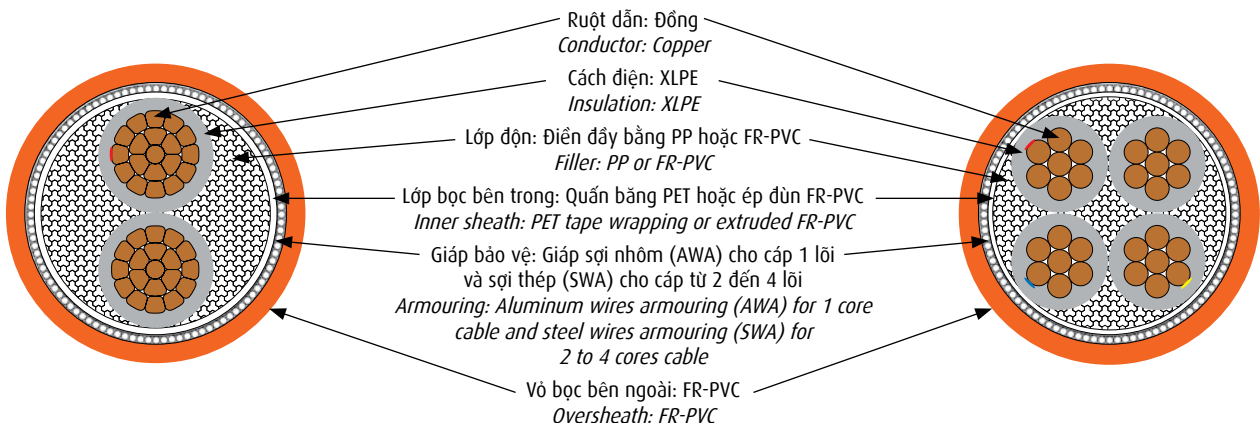 Ruột dẫn: Đồng
Conductor: Copper
Cách điện: XLPE
Insulation: XLPE
Lớp độn: Điền đầy bằng PP hoặc FR-PVC
Filler: PP or FR-PVC
Lớp bọc bên trong: Quấn băng PET hoặc ép đùn FR-PVC
Inner sheath: PET tape wrapping or extruded FR-PVC
Giáp bảo vệ: Giáp sợi nhôm (AWA) cho cáp 1 lõi
và sợi thép (SWA) cho cáp từ 2 đến 4 lõi
Armouring: Aluminum wires armouring (AWA) for 1 core
cable and steel wires armouring (SWA) for
2 to 4 cores cable
Vỏ bọc bên ngoài: FR-PVC
Oversheath: FR-PVC